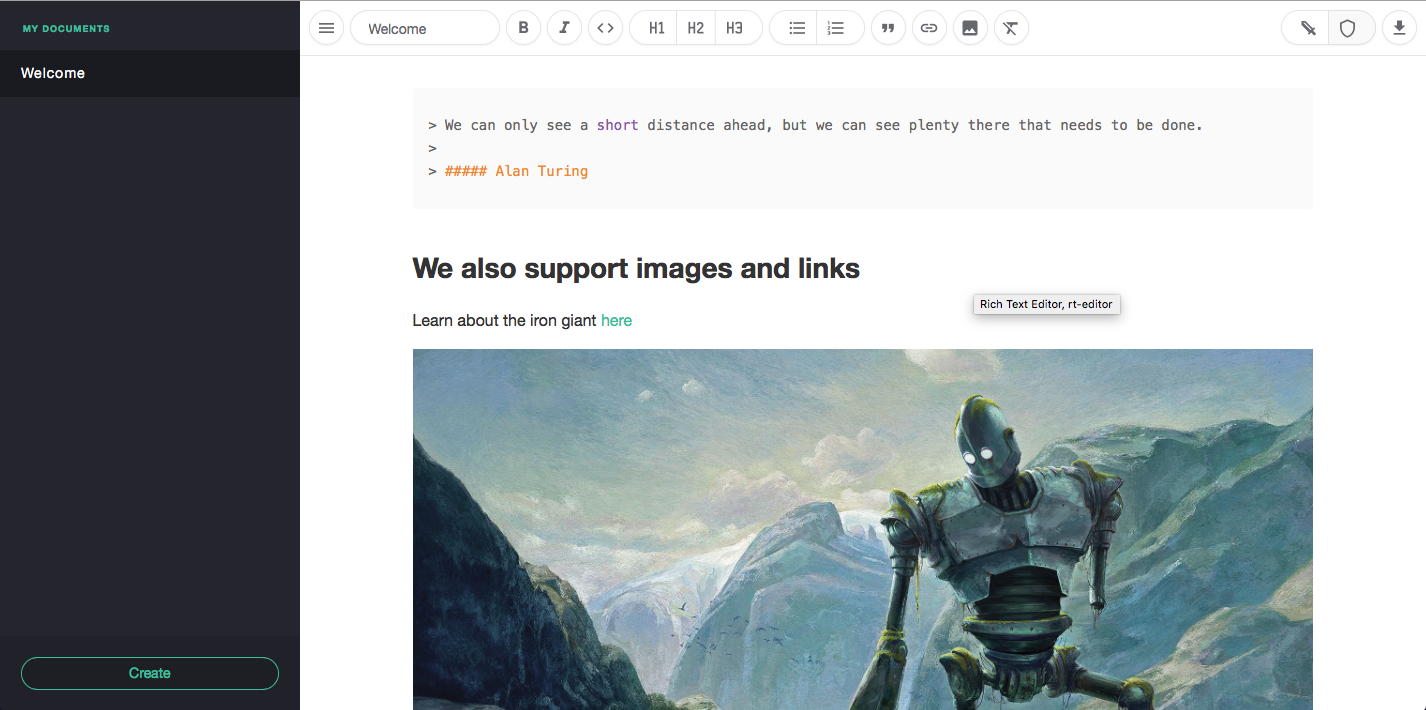 MY DOCUMENTS
Welcome
Create
Welcome
B I <> H1 H2 H3
> We can only see a short distance ahead, but we can see plenty there that needs to be done.
>
> ##### Alan Turing
We also support images and links
Rich Text Editor, rt-editor
Learn about the iron giant here